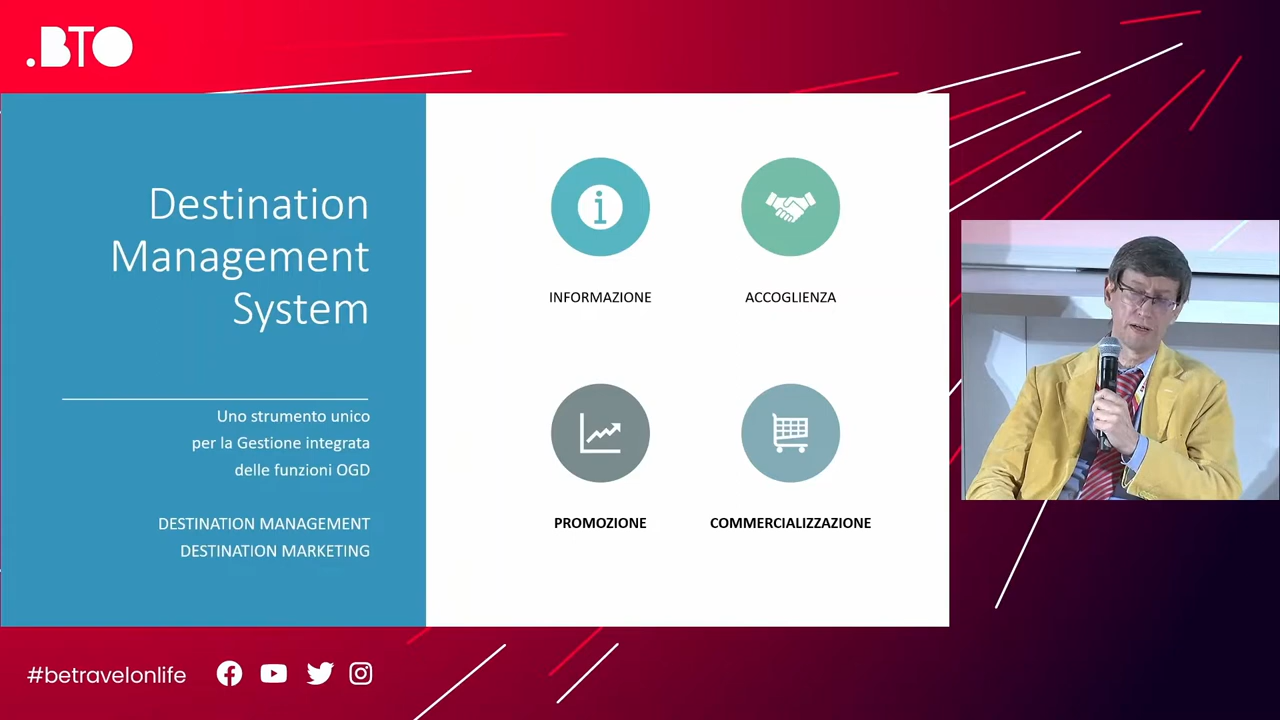 .BTO
Destination
Management
System
Uno strumento unico
per la Gestione integrata
delle funzioni OGD
DESTINATION MANAGEMENT
DESTINATION MARKETING
INFORMAZIONE
ACCOGLIENZA
PROMOZIONE
COMMERCIALIZZAZIONE
#betravelonlife